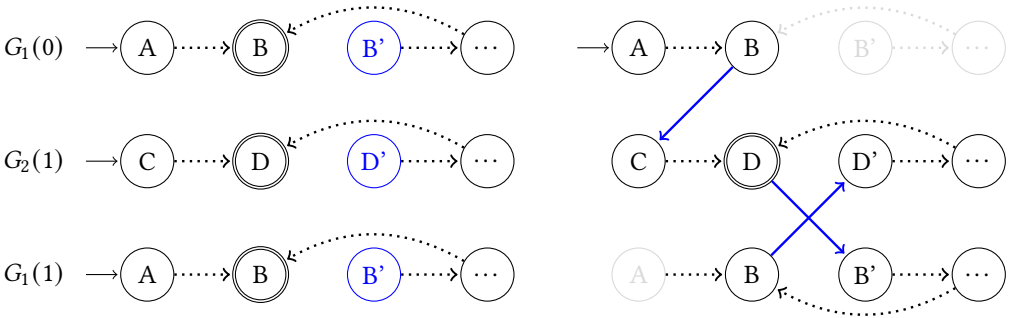 G₁(0) A B B' ... A B B' ...
G₂(1) C D D' ... C D D' ...
G₁(1) A B B' ... A B B' ...